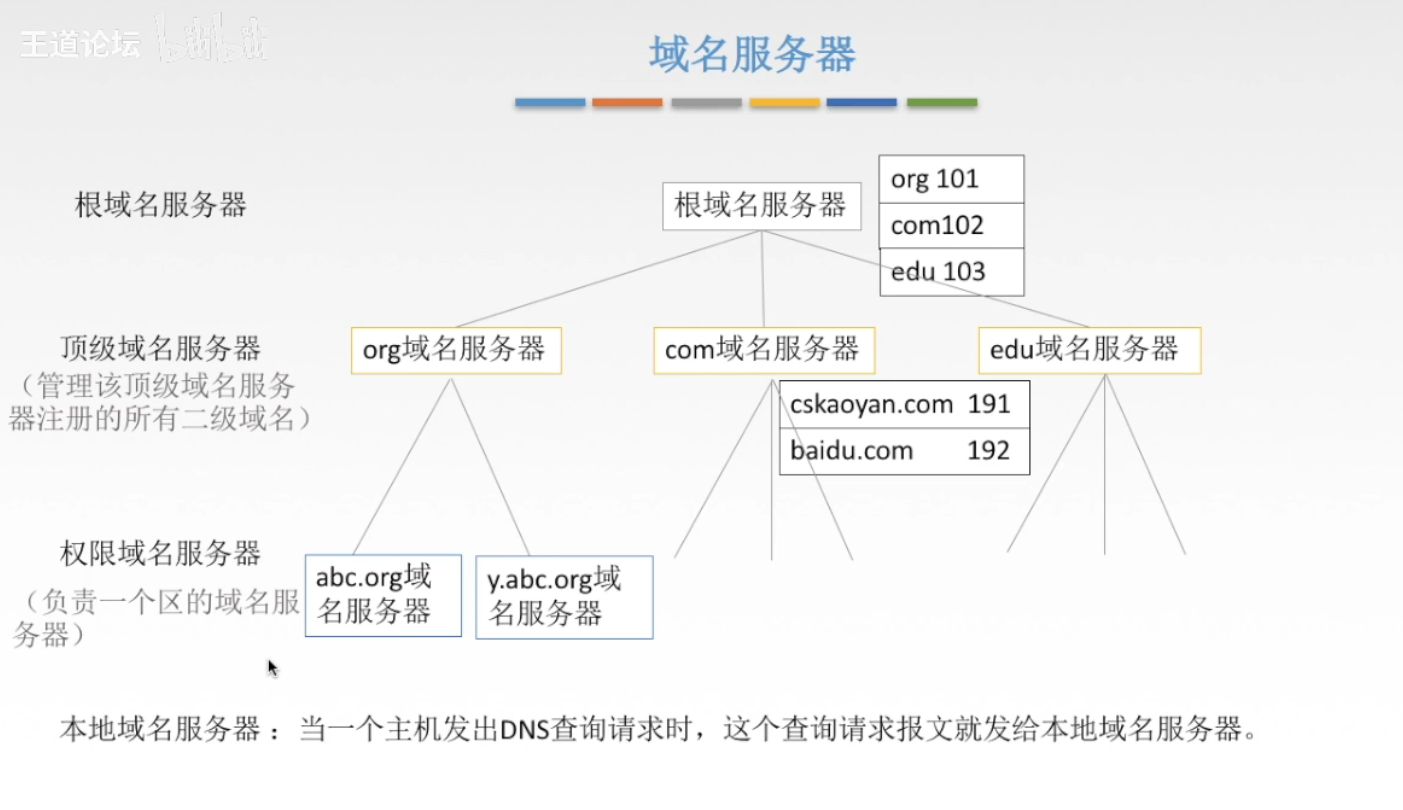 王道论坛 bilibili
域名服务器
根域名服务器
根域名服务器
org 101
com102
edu 103
顶级域名服务器
（管理该顶级域名服务
器注册的所有二级域名）
org域名服务器
com域名服务器
edu域名服务器
cskaoyan.com 191
baidu.com 192
权限域名服务器
（负责一个区的域名服
务器）
abc.org域
名服务器
y.abc.org域
名服务器
本地域名服务器 ： 当一个主机发出DNS查询请求时，这个查询请求报文就发给本地域名服务器。